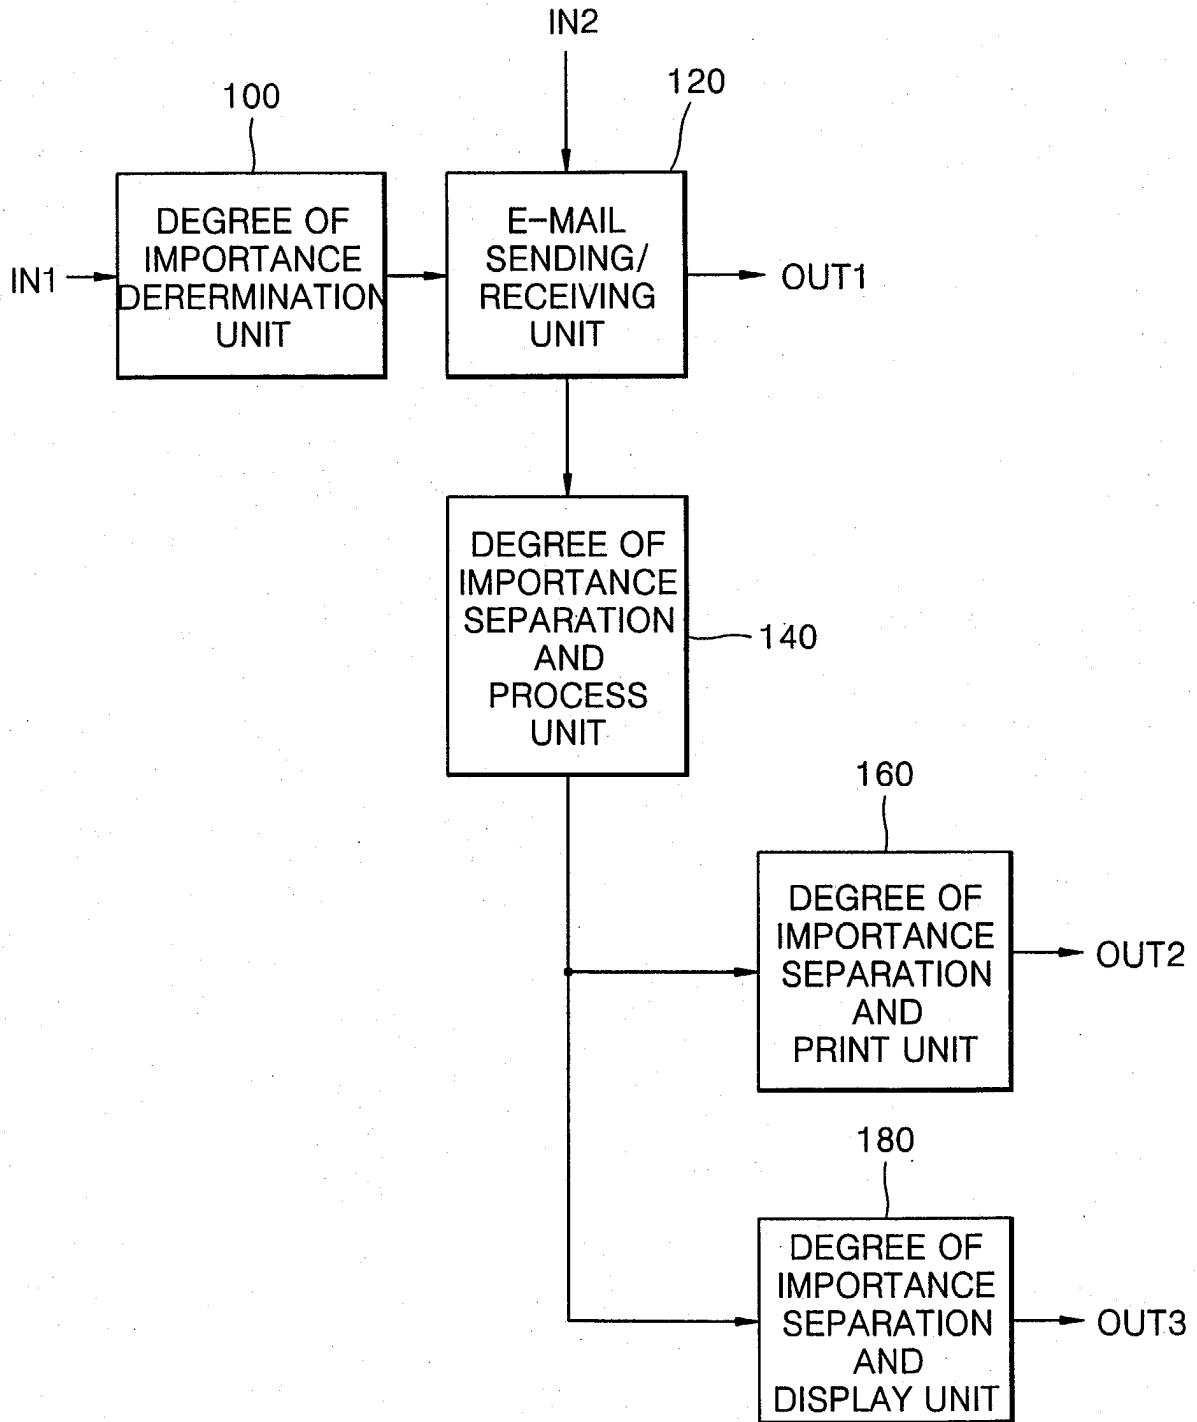 IN2
100
120
DEGREE OF
IMPORTANCE
DERERMINATION
UNIT
E-MAIL
SENDING/
RECEIVING
UNIT
IN1
OUT1
DEGREE OF
IMPORTANCE
SEPARATION
AND
PROCESS
UNIT
140
160
DEGREE OF
IMPORTANCE
SEPARATION
AND
PRINT UNIT
OUT2
180
DEGREE OF
IMPORTANCE
SEPARATION
AND
DISPLAY UNIT
OUT3